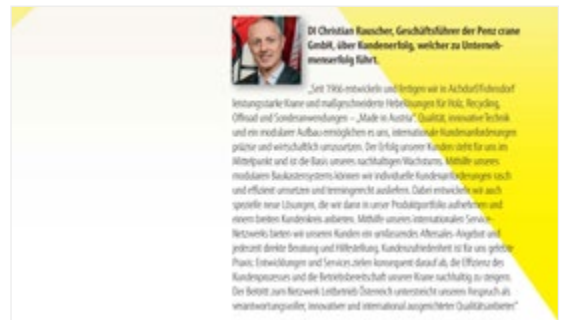 DI Christian Rauscher, Geschäftsführer der Penz crane
GmbH, über Kundenerfolg, welcher zu Unterneh-
menserfolg führt.
„Seit 1966 entwickeln und fertigen wir in Aichdorf/Fohnsdorf
leistungsstarke Krane und maßgeschneiderte Hebelösungen für Holz, Recycling,
Offroad und Sonderanwendungen – „Made in Austria“. Qualität, innovative Technik
und ein modularer Aufbau ermöglichen es uns, internationale Kundenanforderungen
präzise und wirtschaftlich umzusetzen. Der Erfolg unserer Kunden steht für uns im
Mittelpunkt und ist die Basis unseres nachhaltigen Wachstums. Mithilfe unseres
modularen Baukastensystems können wir individuelle Kundenanforderungen rasch
und effizient umsetzen und termingerecht ausliefern. Dabei entwickeln wir auch
spezielle neue Lösungen, die wir dann in unser Produktportfolio aufnehmen und
einem breiten Kundenkreis anbieten. Mithilfe unseres internationalen Service-
Netzwerks bieten wir unseren Kunden ein umfassendes Aftersales-Angebot und
jederzeit direkte Beratung und Hilfestellung. Kundenzufriedenheit ist für uns gelebte
Praxis: Entwicklungen und Services zielen konsequent darauf ab, die Effizienz des
Kundenprozesses und die Betriebsbereitschaft unserer Krane nachhaltig zu steigern.
Der Beitritt zum Netzwerk Leitbetrieb Österreich unterstreicht unseren Anspruch als
verantwortungsvoller, innovativer und international ausgerichteter Qualitätsanbieter.“